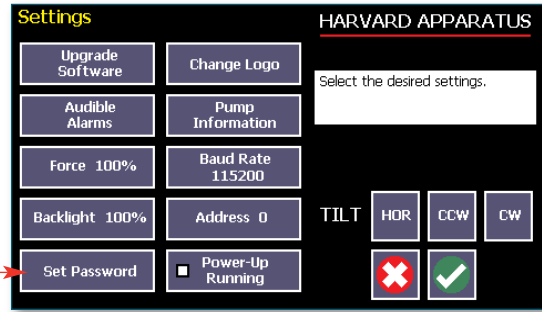 Settings
HARVARD APPARATUS
Upgrade
Software
Change Logo
Select the desired settings.
Audible
Alarms
Pump
Information
Force 100%
Baud Rate
115200
Backlight 100%
Address 0
TILT
HOR
CCW
CW
Set Password
Power-Up
Running